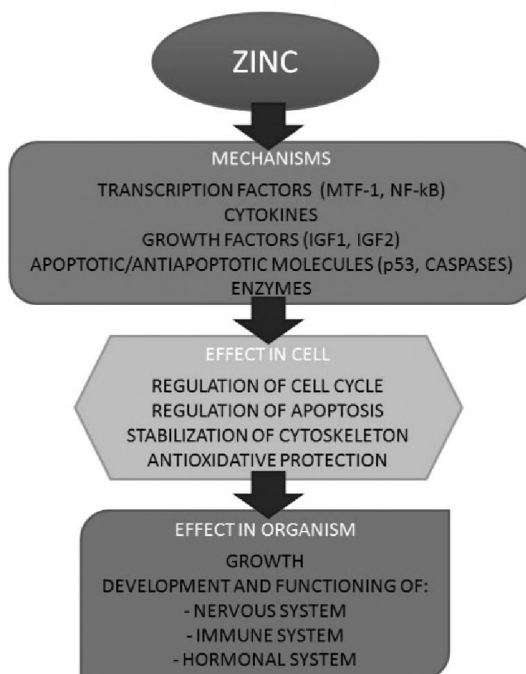 ZINC
MECHANISMS
TRANSCRIPTION FACTORS (MTF-1, NF-kB)
CYTOKINES
GROWTH FACTORS (IGF1, IGF2)
APOPTOTIC/ANTIAPOPTOTIC MOLECULES (p53, CASPASES)
ENZYMES
EFFECT IN CELL
REGULATION OF CELL CYCLE
REGULATION OF APOPTOSIS
STABILIZATION OF CYTOSKELETON
ANTIOXIDATIVE PROTECTION
EFFECT IN ORGANISM
GROWTH
DEVELOPMENT AND FUNCTIONING OF:
- NERVOUS SYSTEM
- IMMUNE SYSTEM
- HORMONAL SYSTEM